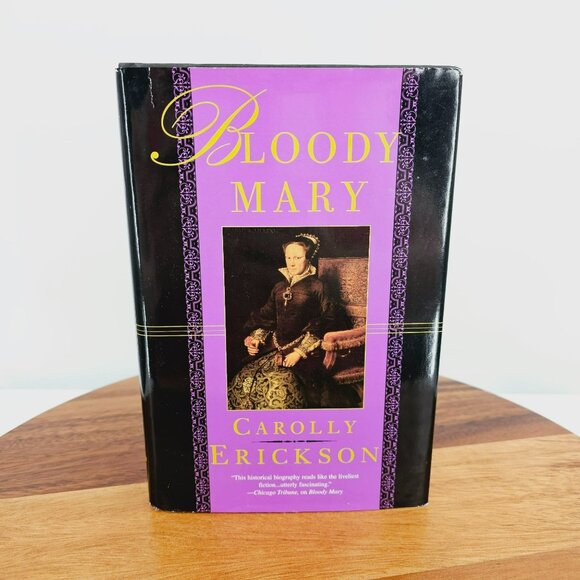 BLOODY
MARY
CAROLLY
ERICKSON
"This historical biography reads like the liveliest
fiction...utterly fascinating."
—Chicago Tribune, on Bloody Mary